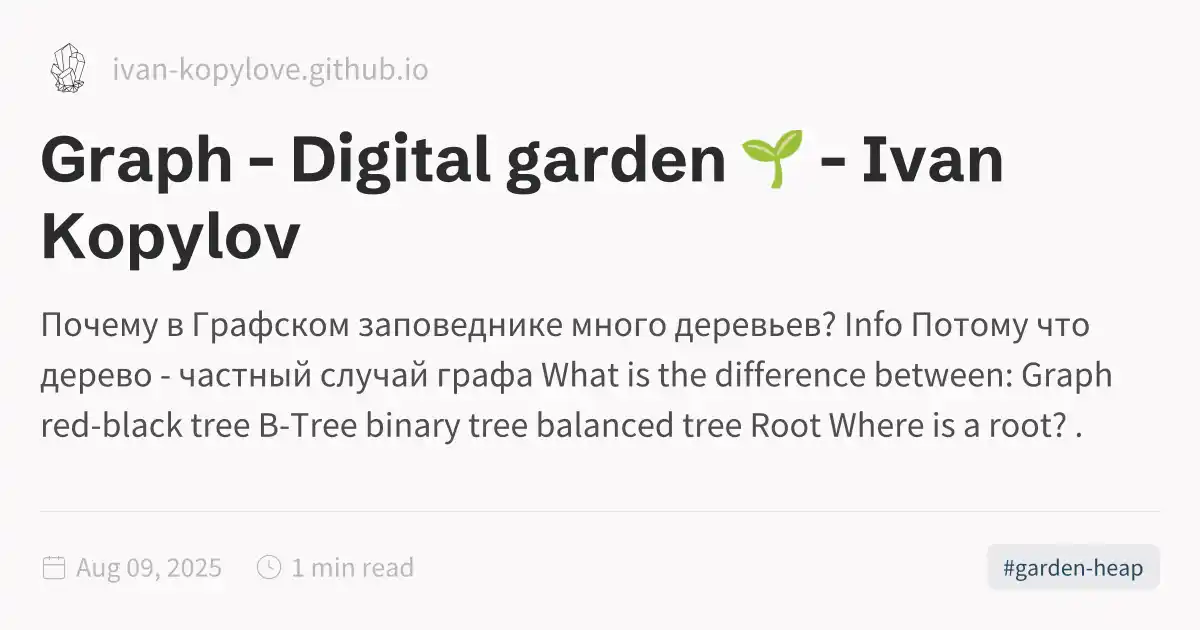 ivan-kopylove.github.io
Graph - Digital garden 🌱 - Ivan
Kopylov
Почему в Графском заповеднике много деревьев? Info Потому что
дерево - частный случай графа What is the difference between: Graph
red-black tree B-Tree binary tree balanced tree Root Where is a root? .
Aug 09, 2025
1 min read
#garden-heap